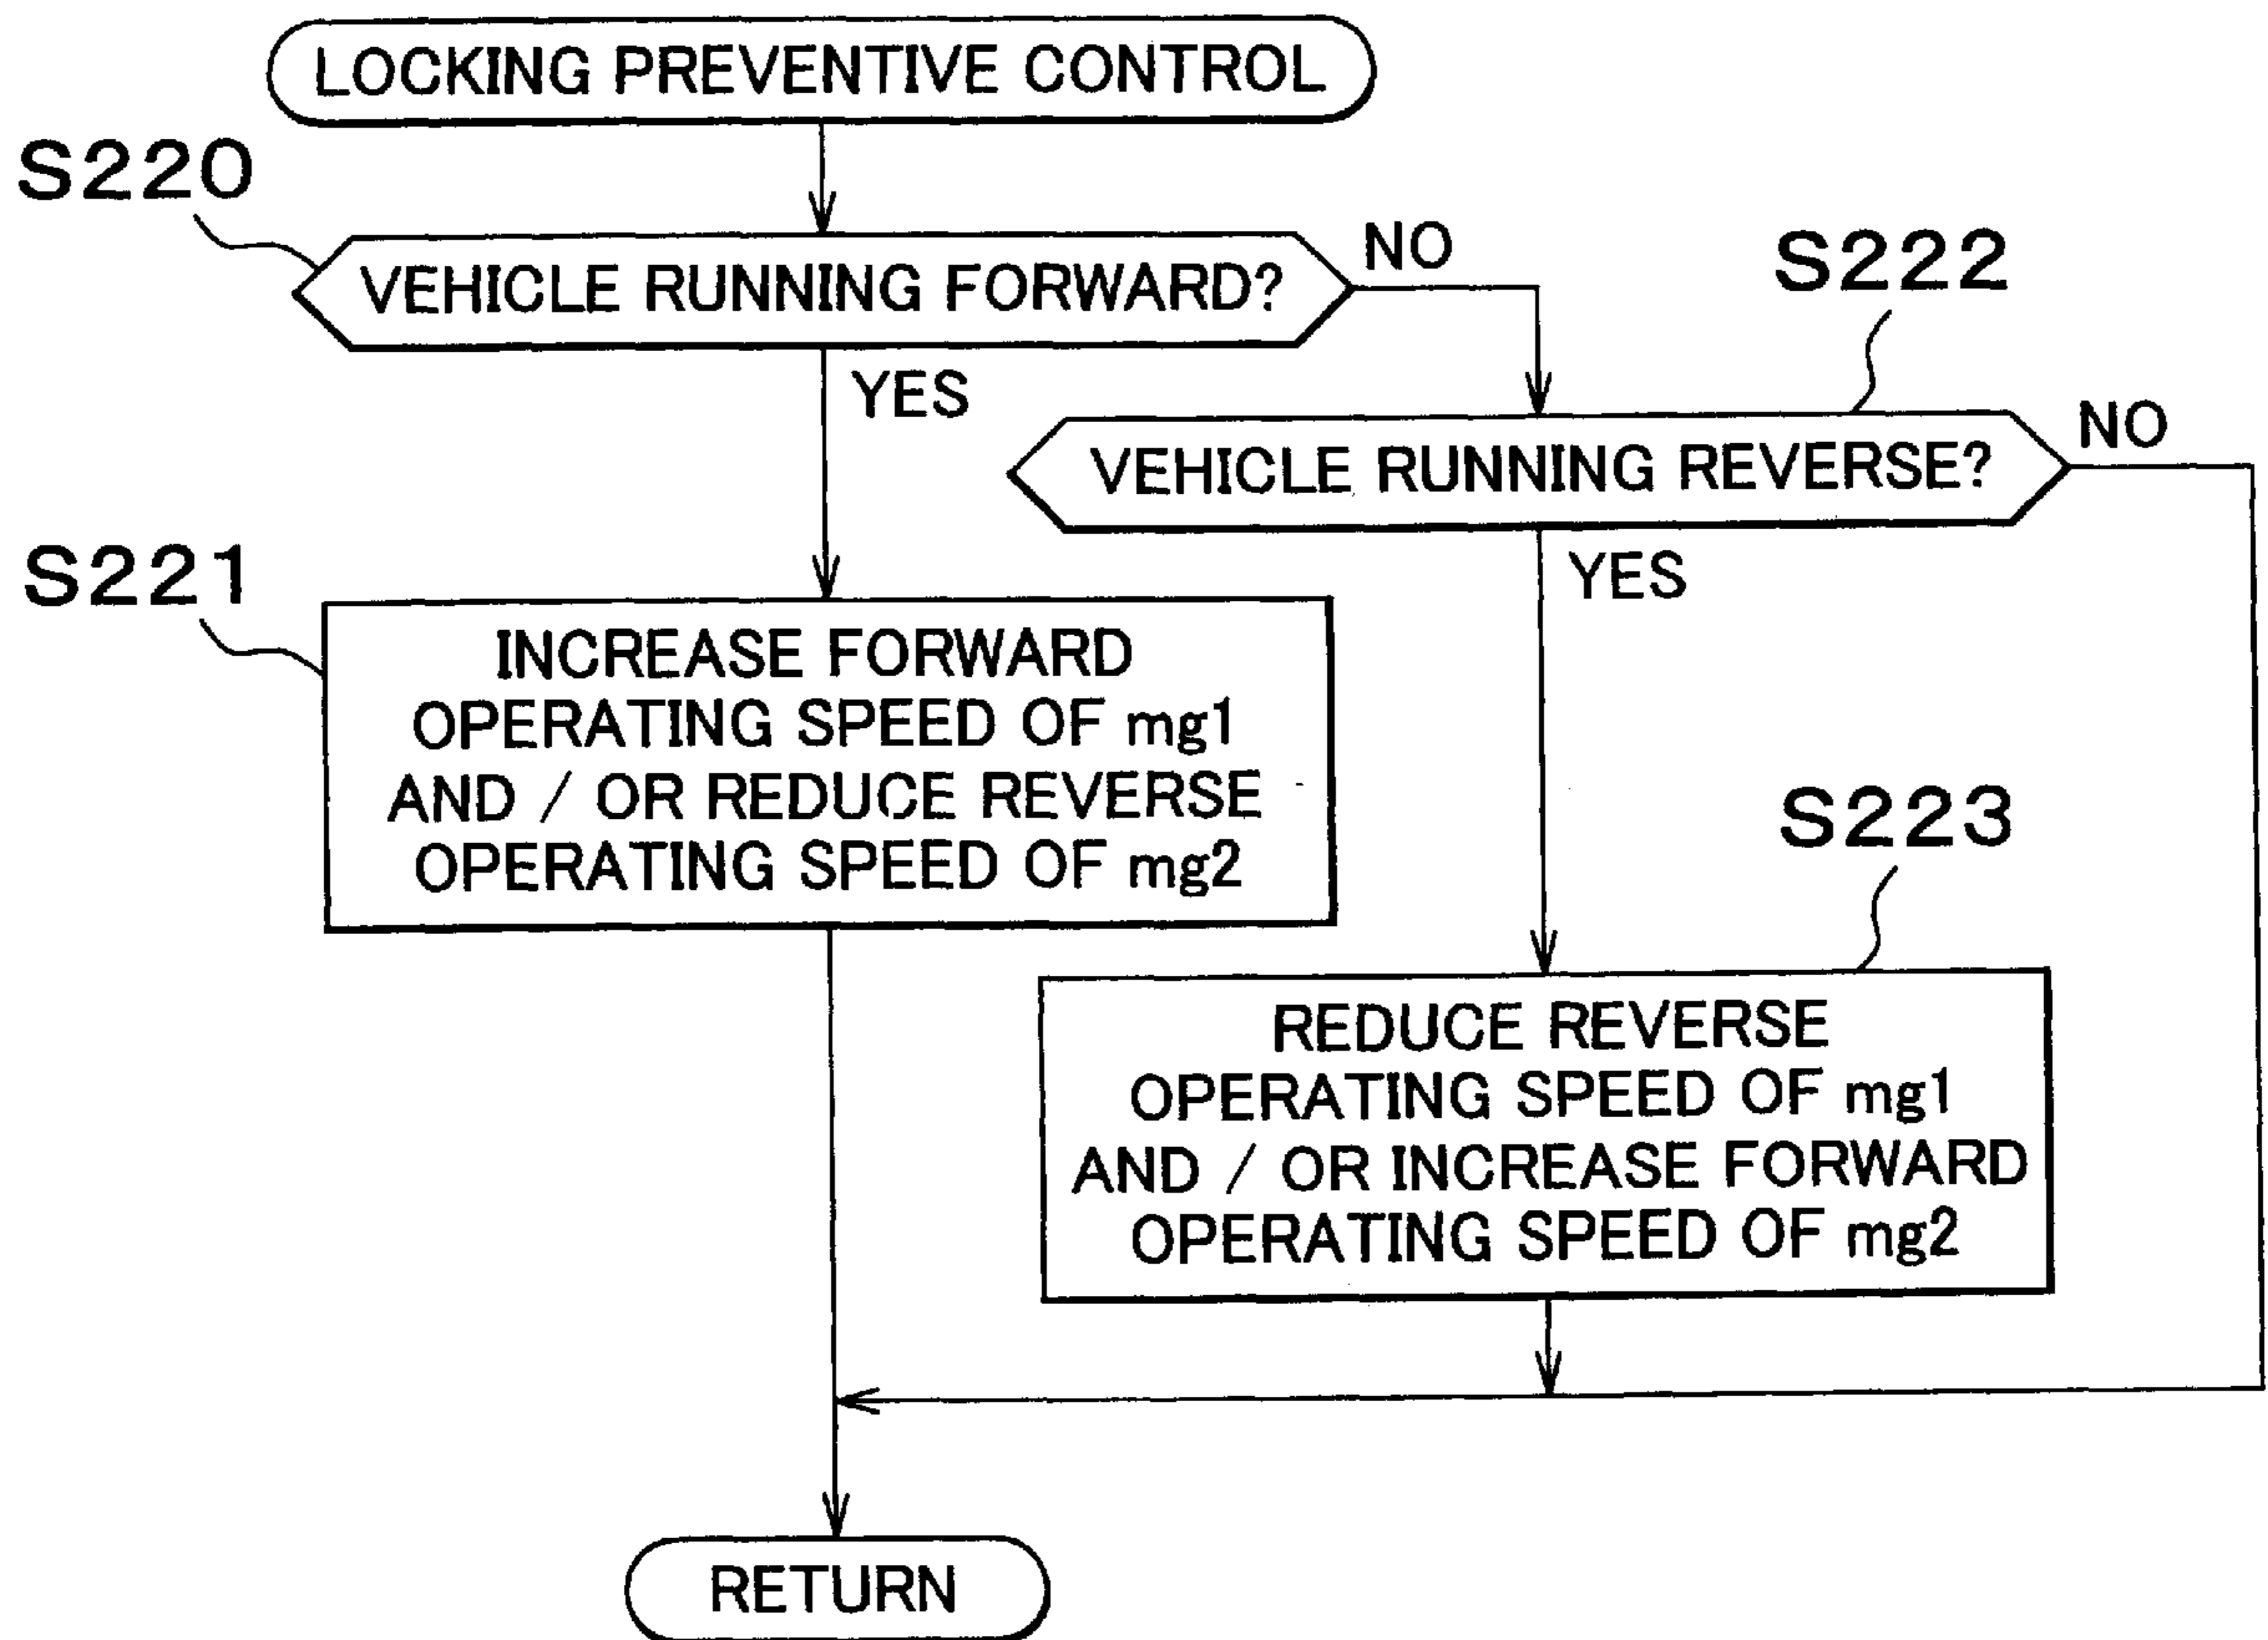 LOCKING PREVENTIVE CONTROL
S220
VEHICLE RUNNING FORWARD?
NO
S222
YES
VEHICLE RUNNING REVERSE?
NO
S221
YES
INCREASE FORWARD
OPERATING SPEED OF mg1
AND / OR REDUCE REVERSE
OPERATING SPEED OF mg2
S223
REDUCE REVERSE
OPERATING SPEED OF mg1
AND / OR INCREASE FORWARD
OPERATING SPEED OF mg2
RETURN